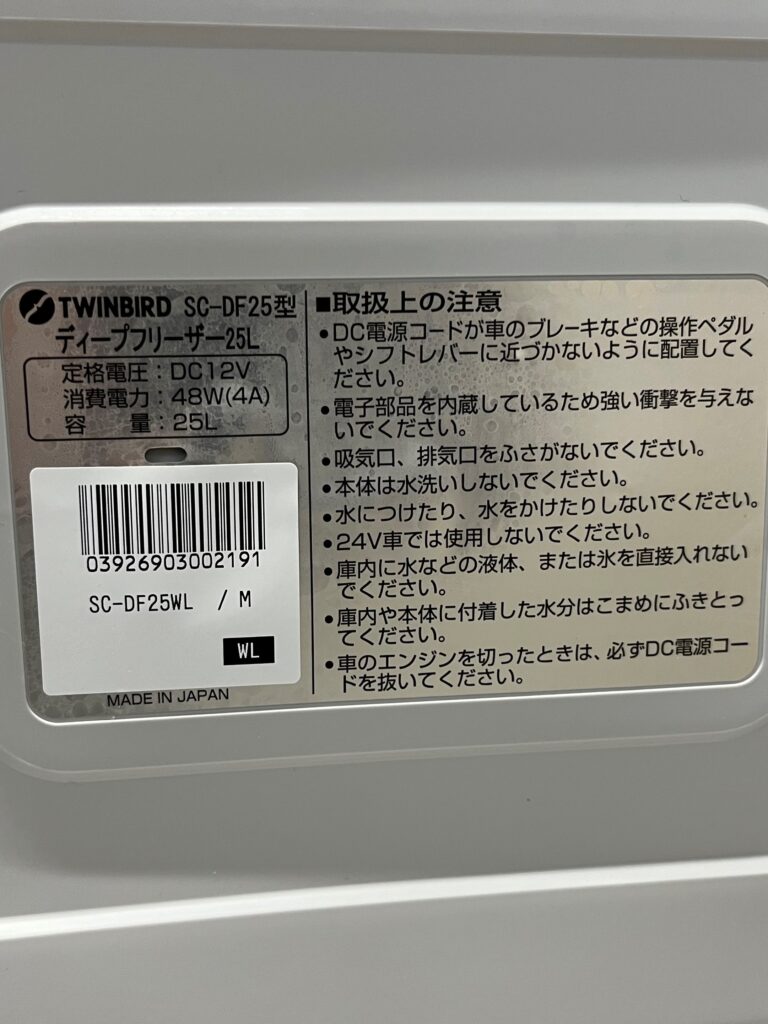 TWINBIRD SC-DF25型
ディープフリーザー25L
定格電圧：DC12V
消費電力：48W(4A)
容　　量：25L
03926903002191
SC-DF25WL / M
WL
MADE IN JAPAN
■取扱上の注意
●DC電源コードが車のブレーキなどの操作ペダル
やシフトレバーに近づかないように配置してく
ださい。
●電子部品を内蔵しているため強い衝撃を与えな
いでください。
●吸気口、排気口をふさがないでください。
●本体は水洗いしないでください。
●水につけたり、水をかけたりしないでください。
●24V車では使用しないでください。
●庫内に水などの液体、または氷を直接入れない
でください。
●庫内や本体に付着した水分はこまめにふきとっ
てください。
●車のエンジンを切ったときは、必ずDC電源コー
ドを抜いてください。